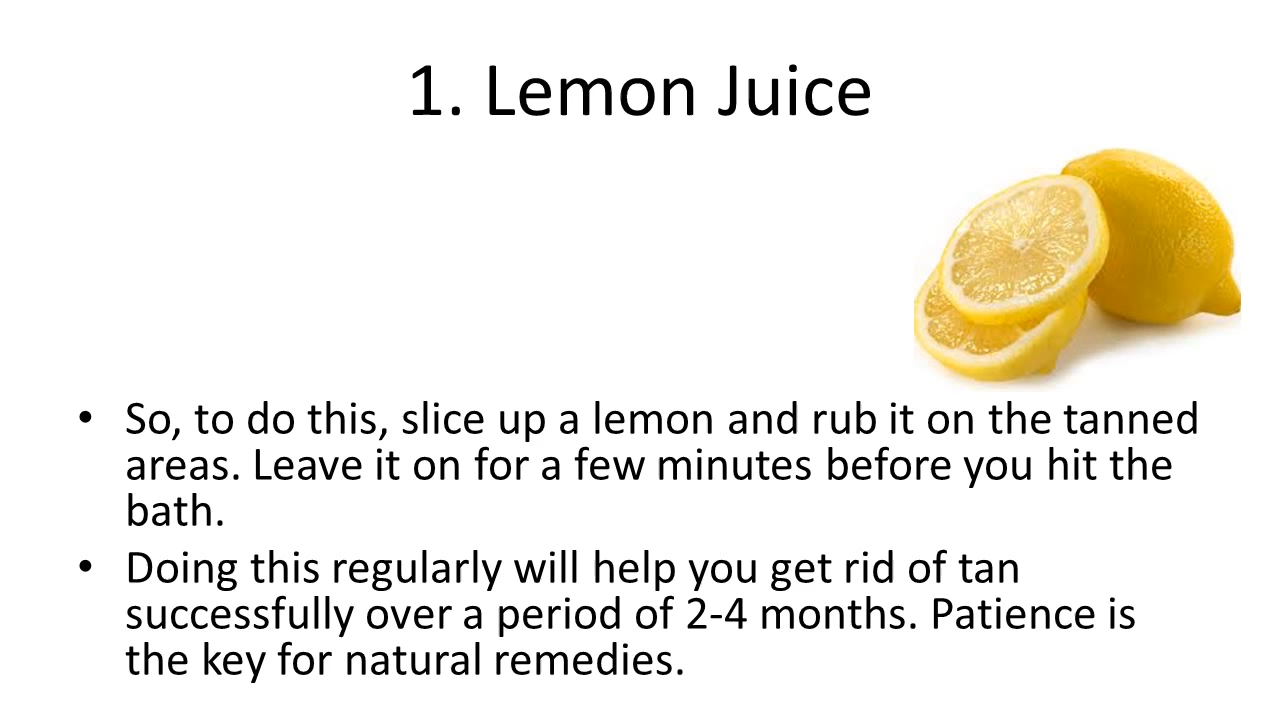 1. Lemon Juice
• So, to do this, slice up a lemon and rub it on the tanned
areas. Leave it on for a few minutes before you hit the
bath.
• Doing this regularly will help you get rid of tan
successfully over a period of 2-4 months. Patience is
the key for natural remedies.